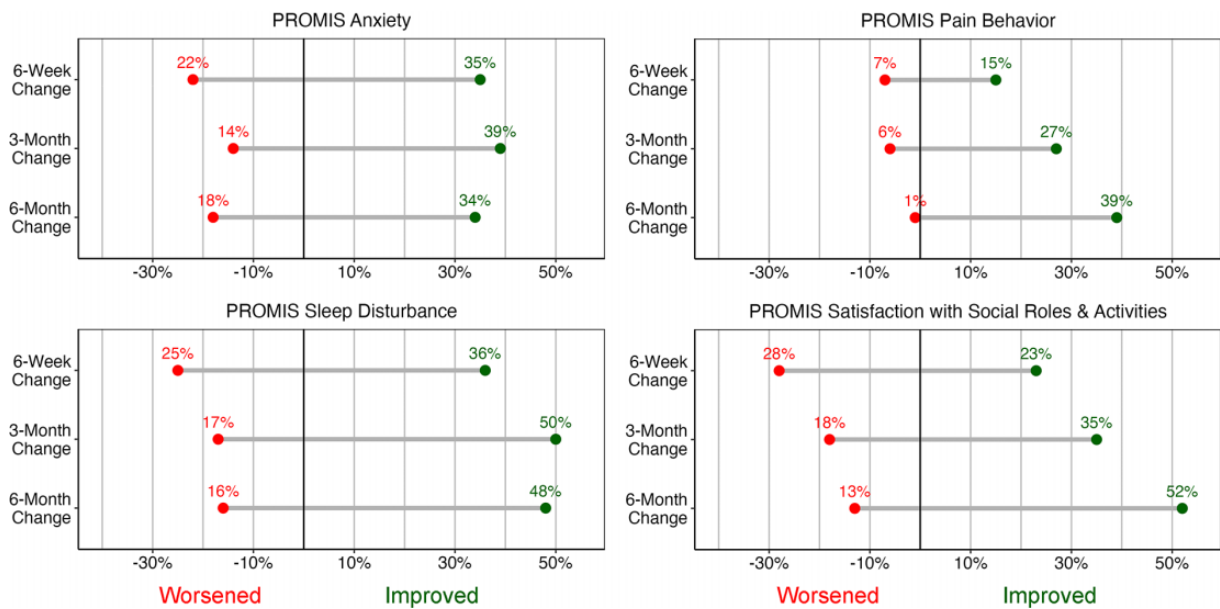 PROMIS Anxiety
22% 35%
6-Week
Change
14% 39%
3-Month
Change
18% 34%
6-Month
Change
-30% -10% 10% 30% 50%
PROMIS Pain Behavior
7% 15%
6-Week
Change
6% 27%
3-Month
Change
1% 39%
6-Month
Change
-30% -10% 10% 30% 50%
PROMIS Sleep Disturbance
25% 36%
6-Week
Change
17% 50%
3-Month
Change
16% 48%
6-Month
Change
-30% -10% 10% 30% 50%
Worsened Improved
PROMIS Satisfaction with Social Roles & Activities
28% 23%
6-Week
Change
18% 35%
3-Month
Change
13% 52%
6-Month
Change
-30% -10% 10% 30% 50%
Worsened Improved